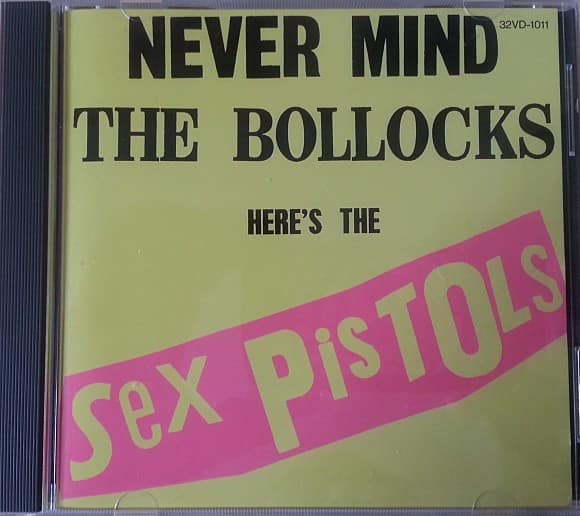 32VD-1011
NEVER MIND
THE BOLLOCKS
HERE'S THE
Sex PisTOLs